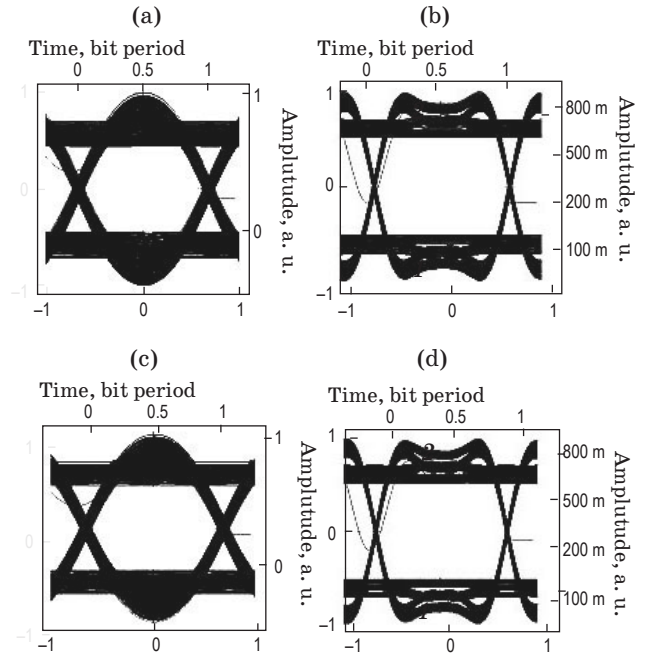 (a)
(b)
Time, bit period
Time, bit period
0 0.5 1
0 0.5 1
1
0
−1
1
0
Amplutude, a. u.
−1 0 1
1
0
−1
800 m
500 m
200 m
100 m
Amplutude, a. u.
−1 0 1
(c)
(d)
Time, bit period
Time, bit period
0 0.5 1
0 0.5 1
1
0
−1
1
0
Amplutude, a. u.
−1 0 1
1
0
−1
800 m
500 m
200 m
100 m
Amplutude, a. u.
−1 0 1